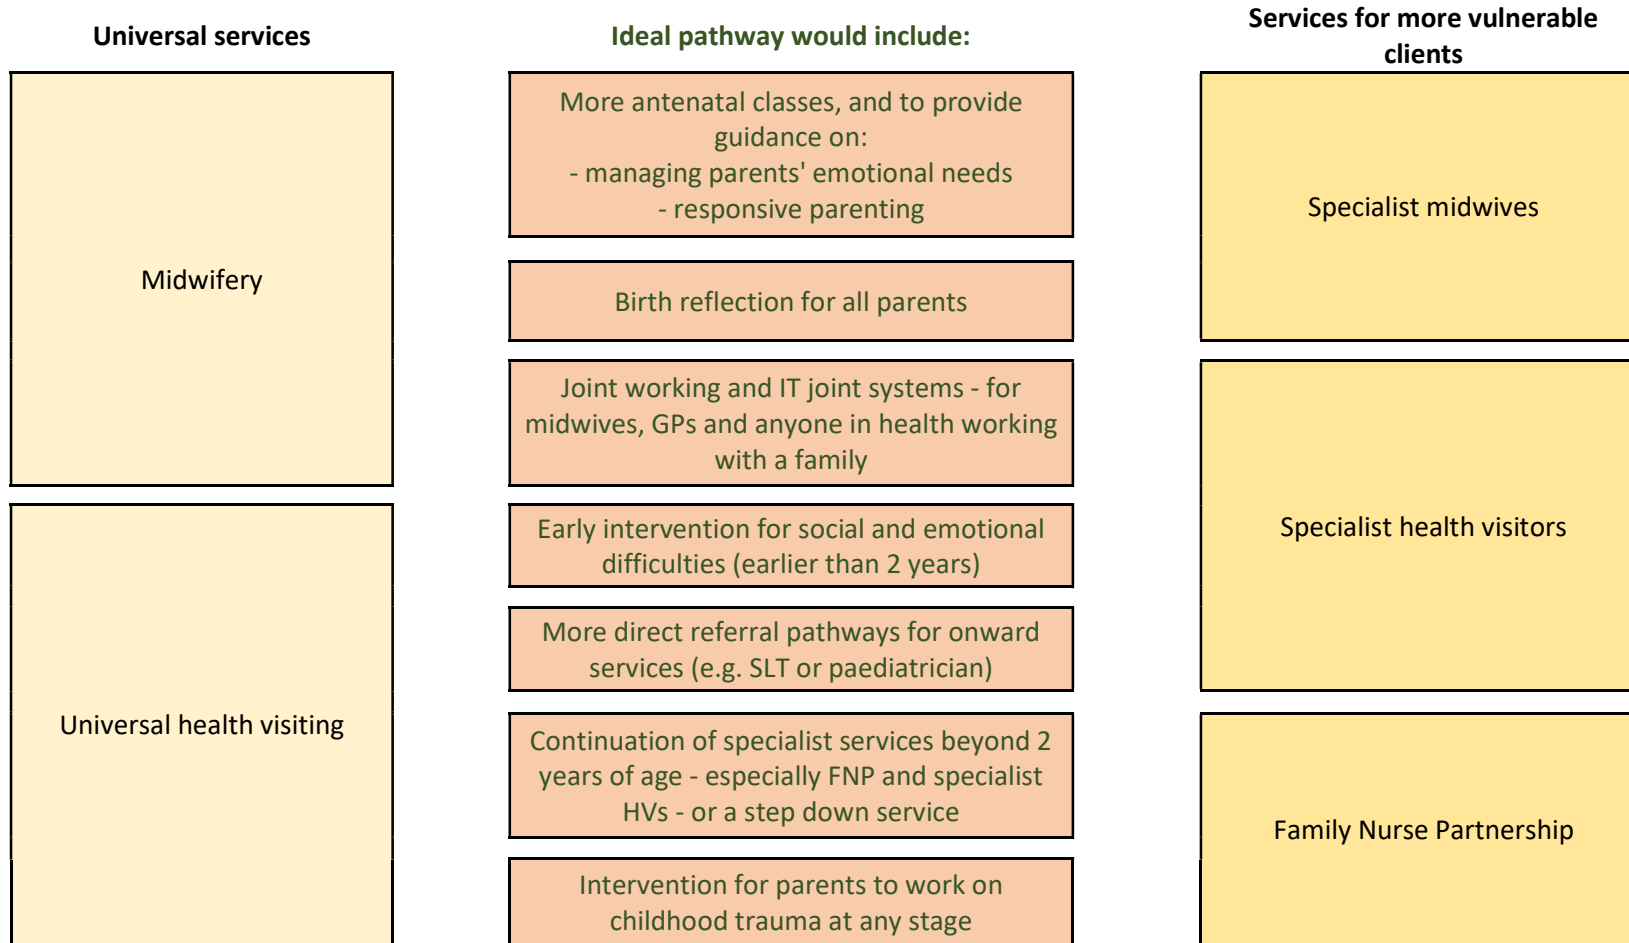 Universal services
Midwifery
Universal health visiting
Ideal pathway would include:
More antenatal classes, and to provide
guidance on:
- managing parents' emotional needs
- responsive parenting
Birth reflection for all parents
Joint working and IT joint systems - for
midwives, GPs and anyone in health working
with a family
Early intervention for social and emotional
difficulties (earlier than 2 years)
More direct referral pathways for onward
services (e.g. SLT or paediatrician)
Continuation of specialist services beyond 2
years of age - especially FNP and specialist
HVs - or a step down service
Intervention for parents to work on
childhood trauma at any stage
Services for more vulnerable
clients
Specialist midwives
Specialist health visitors
Family Nurse Partnership